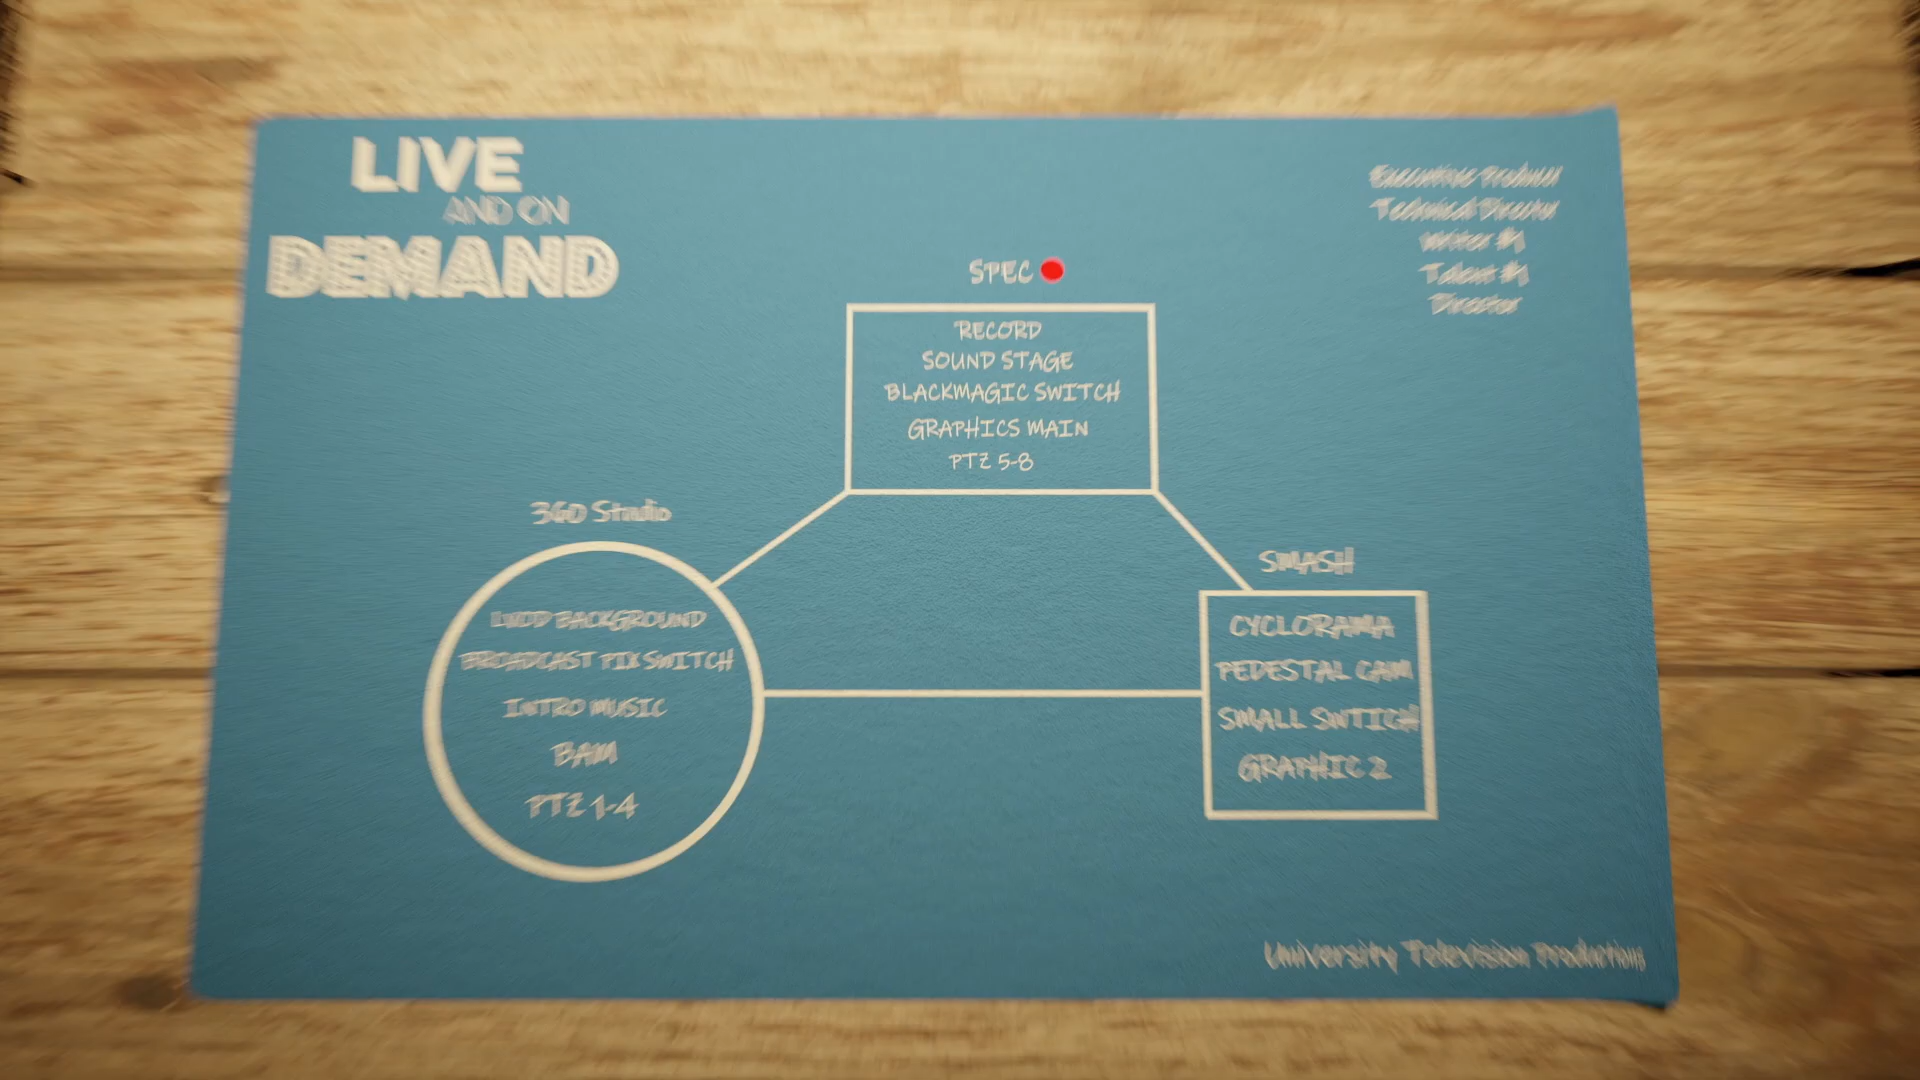 LIVE
AND ON
DEMAND
Executive Producer
Technical Director
Writer #1
Talent #1
Director
SPEC
RECORD
SOUND STAGE
BLACKMAGIC SWITCH
GRAPHICS MAIN
PTZ 5-8
360 Studio
BACKGROUND
BROADCAST PIX SWITCH
INTRO MUSIC
BAM
PTZ 1-4
SMASH
CYCLORAMA
PEDESTAL CAM
SMALL SWTICH
GRAPHIC 2
University Television Productions